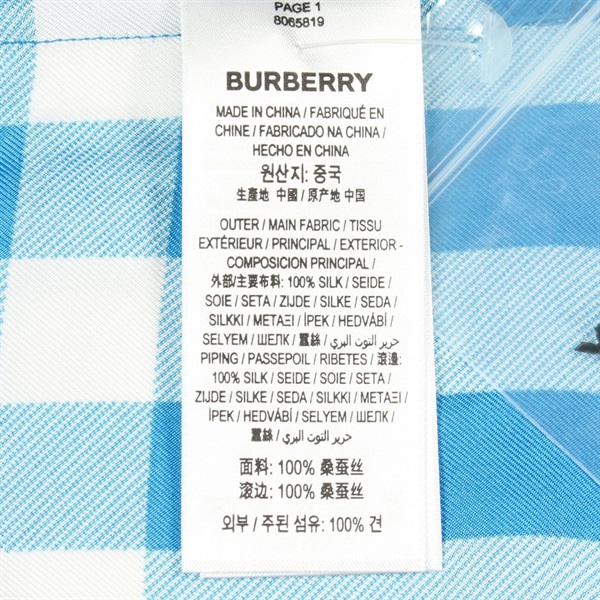 PAGE 1
8065819
BURBERRY
MADE IN CHINA / FABRIQUÉ EN
CHINE / FABRICADO NA CHINA /
HECHO EN CHINA
원산지: 중국
生產地 中國 / 原产地 中国
OUTER / MAIN FABRIC / TISSU
EXTÉRIEUR / PRINCIPAL / EXTERIOR -
COMPOSICIÓN PRINCIPAL /
外部/主要布料: 100% SILK / SEIDE /
SOIE / SETA / ZIJDE / SILKE / SEDA /
SILKKI / ΜΕΤΑΞΙ / İPEK / HEDVÁBÍ /
SELYEM / ШЕЛК / 蠶絲 / حرير التوت البري /
PIPING / PASSEPOIL / RIBETES / 滾邊:
100% SILK / SEIDE / SOIE / SETA /
ZIJDE / SILKE / SEDA / SILKKI / ΜΕΤΑΞΙ /
İPEK / HEDVÁBÍ / SELYEM / ШЕЛК /
蠶絲 / حرير التوت البري
面料: 100% 桑蚕丝
滚边: 100% 桑蚕丝
외부 / 주된 섬유: 100% 견